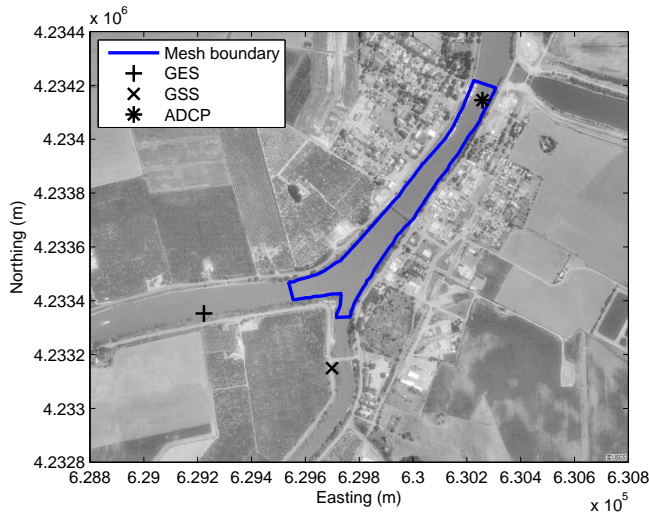 x 10^6
4.2344
4.2342
4.234
4.2338
4.2336
4.2334
4.2332
4.233
4.2328
Northing (m)
Mesh boundary
GES
GSS
ADCP
6.288 6.29 6.292 6.294 6.296 6.298 6.3 6.302 6.304 6.306 6.308
Easting (m)
x 10^5
USGS